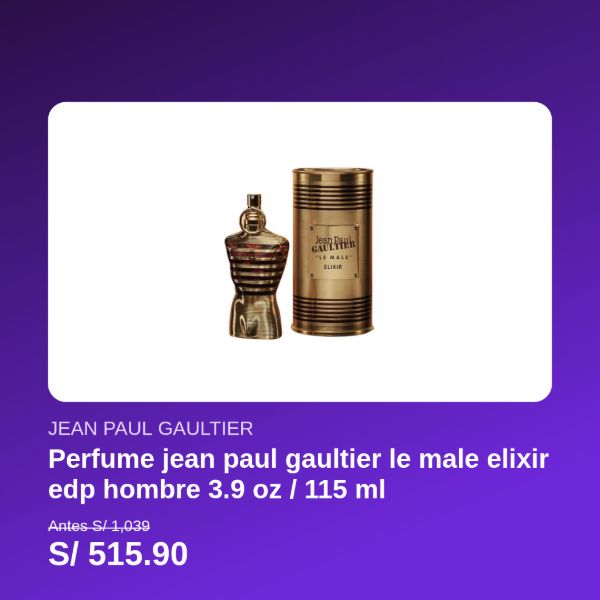 Jean Paul
GAULTIER
"LE MALE"
ELIXIR
JEAN PAUL GAULTIER
Perfume jean paul gaultier le male elixir
edp hombre 3.9 oz / 115 ml
Antes S/ 1,039
S/ 515.90